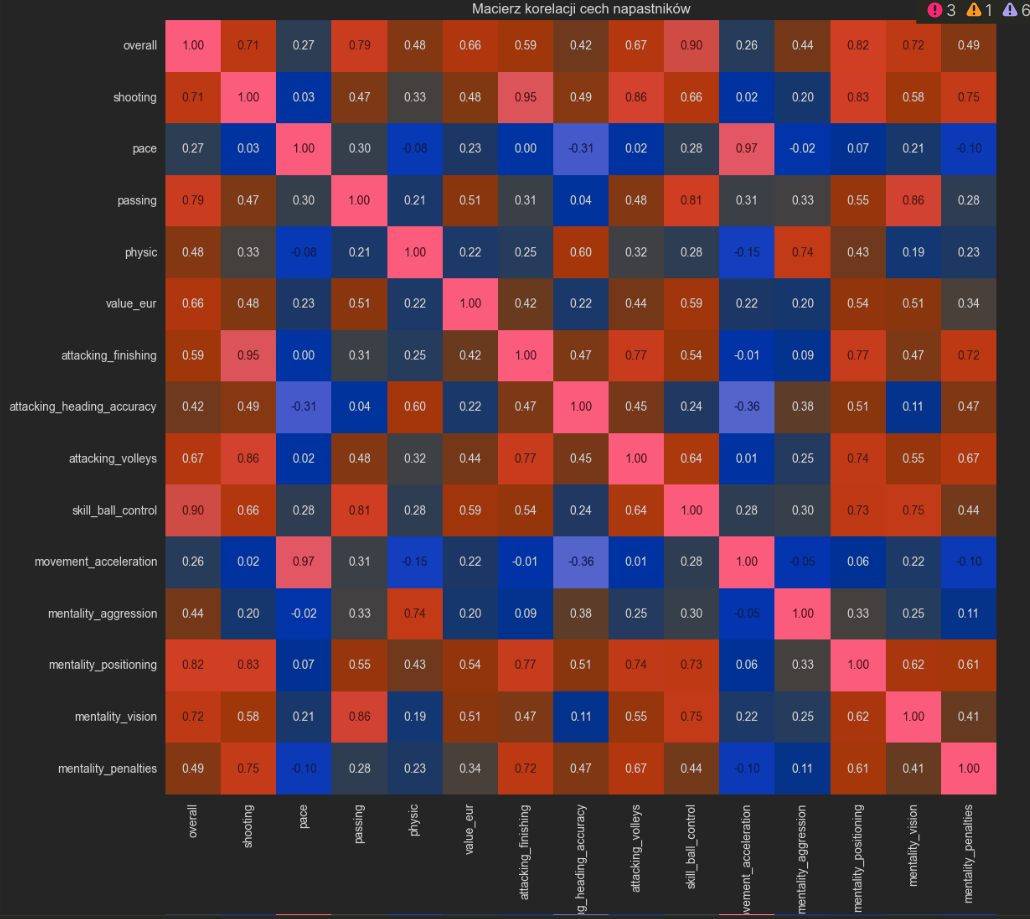 Macierz korelacji cech napastników
3 1 6
overall 1.00 0.71 0.27 0.79 0.48 0.66 0.59 0.42 0.67 0.90 0.26 0.44 0.82 0.72 0.49
shooting 0.71 1.00 0.03 0.47 0.33 0.48 0.95 0.49 0.86 0.66 0.02 0.20 0.83 0.58 0.75
pace 0.27 0.03 1.00 0.30 -0.08 0.23 0.00 -0.31 0.02 0.28 0.97 -0.02 0.07 0.21 -0.10
passing 0.79 0.47 0.30 1.00 0.21 0.51 0.31 0.04 0.48 0.81 0.31 0.33 0.55 0.86 0.28
physic 0.48 0.33 -0.08 0.21 1.00 0.22 0.25 0.60 0.32 0.28 -0.15 0.74 0.43 0.19 0.23
value_eur 0.66 0.48 0.23 0.51 0.22 1.00 0.42 0.22 0.44 0.59 0.22 0.20 0.54 0.51 0.34
attacking_finishing 0.59 0.95 0.00 0.31 0.25 0.42 1.00 0.47 0.77 0.54 -0.01 0.09 0.77 0.47 0.72
attacking_heading_accuracy 0.42 0.49 -0.31 0.04 0.60 0.22 0.47 1.00 0.45 0.24 -0.36 0.38 0.51 0.11 0.47
attacking_volleys 0.67 0.86 0.02 0.48 0.32 0.44 0.77 0.45 1.00 0.64 0.01 0.25 0.74 0.55 0.67
skill_ball_control 0.90 0.66 0.28 0.81 0.28 0.59 0.54 0.24 0.64 1.00 0.28 0.30 0.73 0.75 0.44
movement_acceleration 0.26 0.02 0.97 0.31 -0.15 0.22 -0.01 -0.36 0.01 0.28 1.00 -0.05 0.06 0.22 -0.10
mentality_aggression 0.44 0.20 -0.02 0.33 0.74 0.20 0.09 0.38 0.25 0.30 -0.05 1.00 0.33 0.25 0.11
mentality_positioning 0.82 0.83 0.07 0.55 0.43 0.54 0.77 0.51 0.74 0.73 0.06 0.33 1.00 0.62 0.61
mentality_vision 0.72 0.58 0.21 0.86 0.19 0.51 0.47 0.11 0.55 0.75 0.22 0.25 0.62 1.00 0.41
mentality_penalties 0.49 0.75 -0.10 0.28 0.23 0.34 0.72 0.47 0.67 0.44 -0.10 0.11 0.61 0.41 1.00
overall
shooting
pace
passing
physic
value_eur
attacking_finishing
g_heading_accuracy
attacking_volleys
skill_ball_control
vement_acceleration
mentality_aggression
mentality_positioning
mentality_vision
mentality_penalties